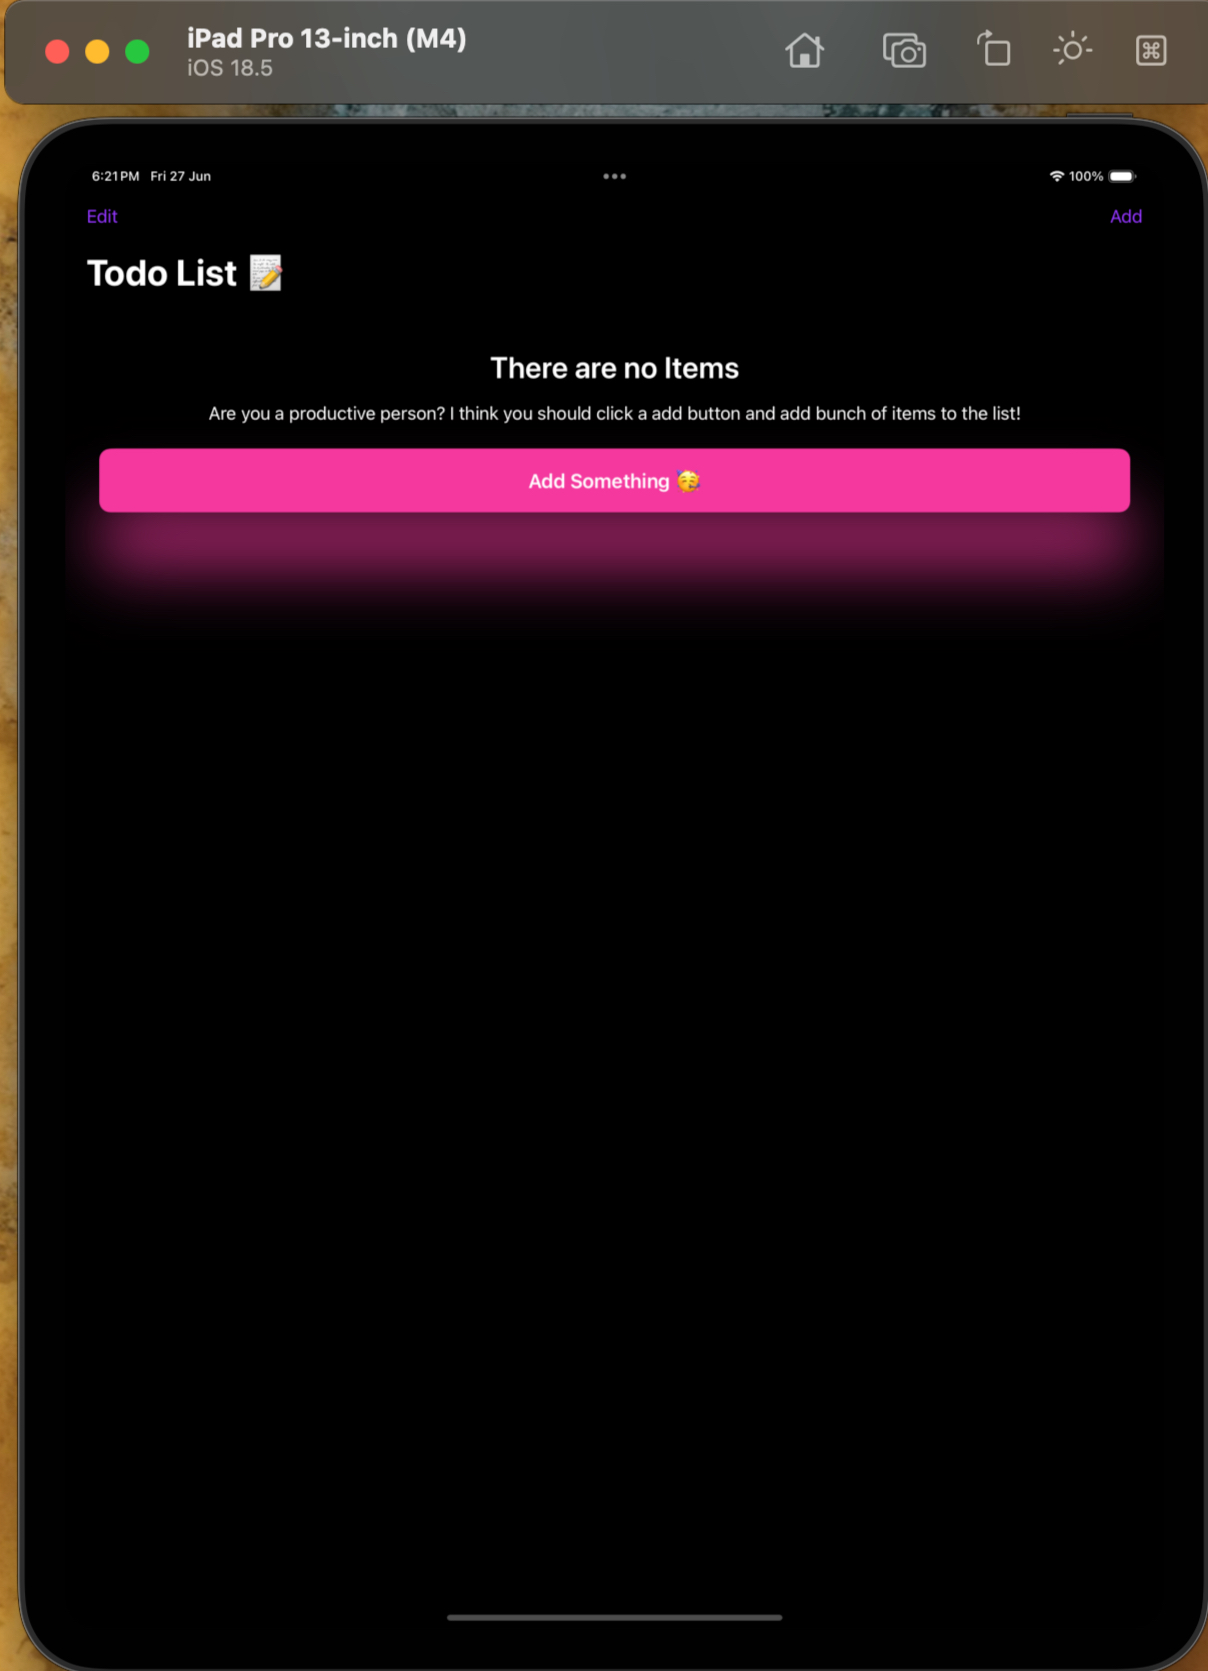 iPad Pro 13-inch (M4)
iOS 18.5
6:21 PM Fri 27 Jun
100%
Edit
Add
Todo List 📝
There are no Items
Are you a productive person? I think you should click a add button and add bunch of items to the list!
Add Something 🥳